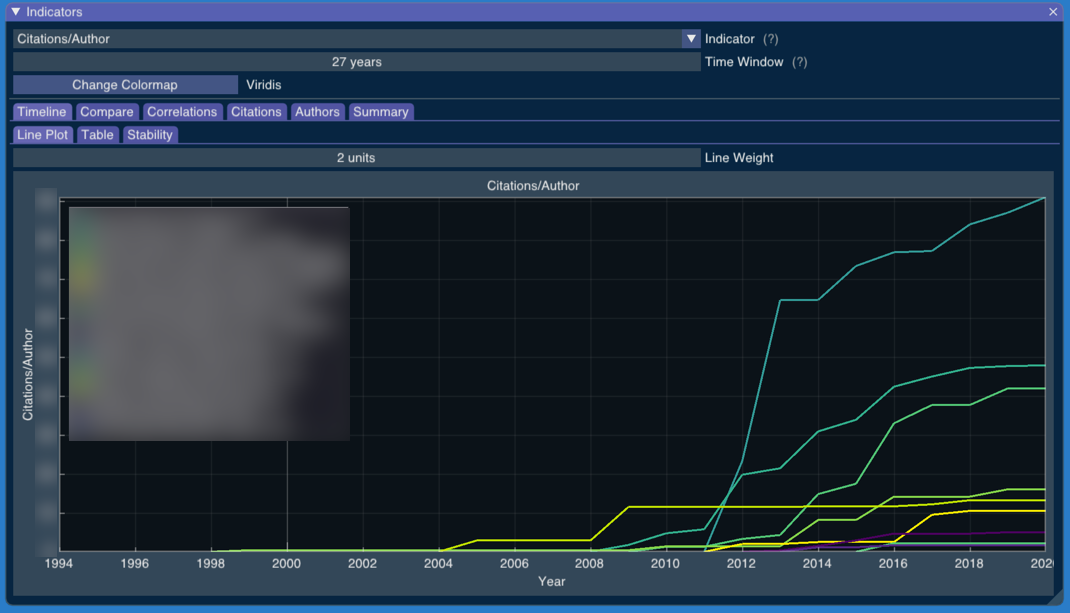 Indicators
Citations/Author Indicator (?)
27 years Time Window (?)
Change Colormap Viridis
Timeline Compare Correlations Citations Authors Summary
Line Plot Table Stability
2 units Line Weight
Citations/Author
Citations/Author
1994 1996 1998 2000 2002 2004 2006 2008 2010 2012 2014 2016 2018
Year